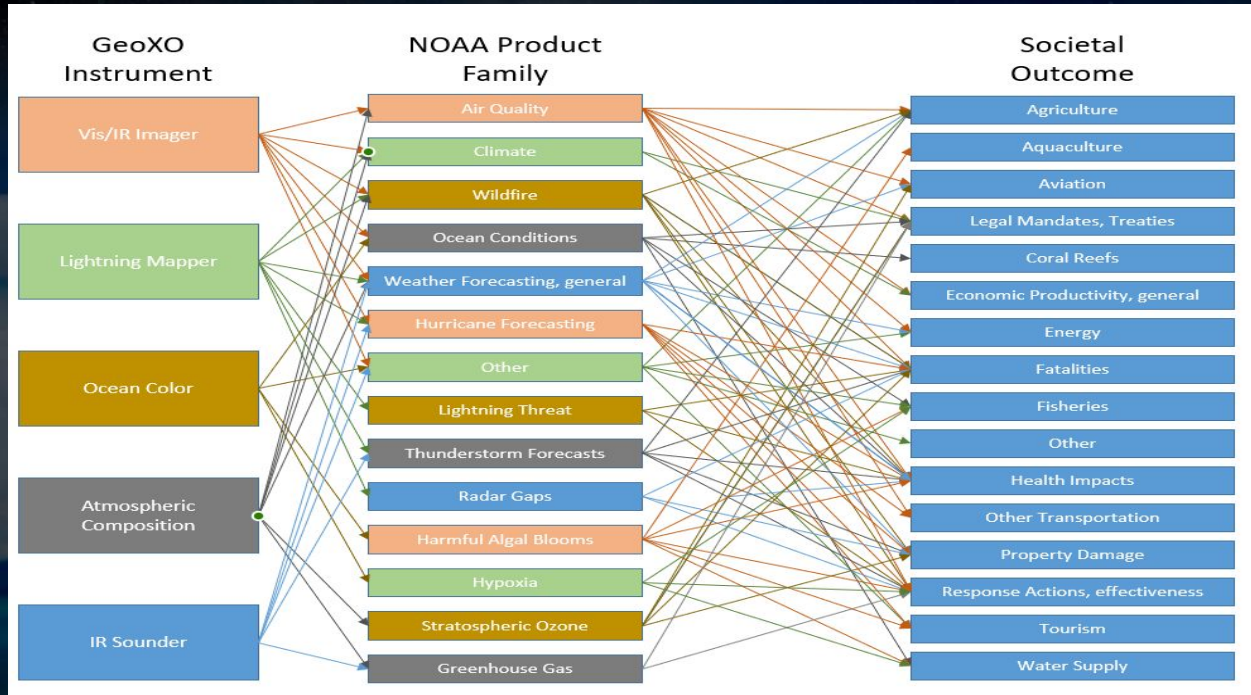 GeoXO
Instrument
NOAA Product
Family
Societal
Outcome
Vis/IR Imager
Lightning Mapper
Ocean Color
Atmospheric
Composition
IR Sounder
Air Quality
Climate
Wildfire
Ocean Conditions
Weather Forecasting, general
Hurricane Forecasting
Other
Lightning Threat
Thunderstorm Forecasts
Radar Gaps
Harmful Algal Blooms
Hypoxia
Stratospheric Ozone
Greenhouse Gas
Agriculture
Aquaculture
Aviation
Legal Mandates, Treaties
Coral Reefs
Economic Productivity, general
Energy
Fatalities
Fisheries
Other
Health Impacts
Other Transportation
Property Damage
Response Actions, effectiveness
Tourism
Water Supply